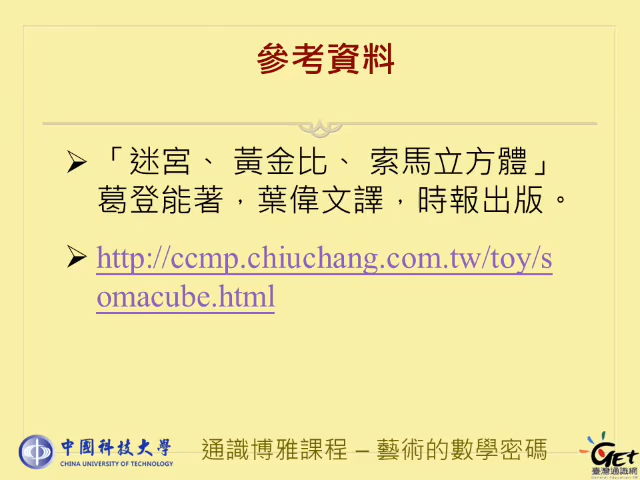 參考資料
➢ 「迷宮、 黃金比、 索馬立方體」
葛登能著，葉偉文譯，時報出版。
➢ http://ccmp.chiuchang.com.tw/toy/s
omacube.html
中國科技大學
CHINA UNIVERSITY OF TECHNOLOGY
通識博雅課程 – 藝術的數學密碼
GET
臺灣通識網